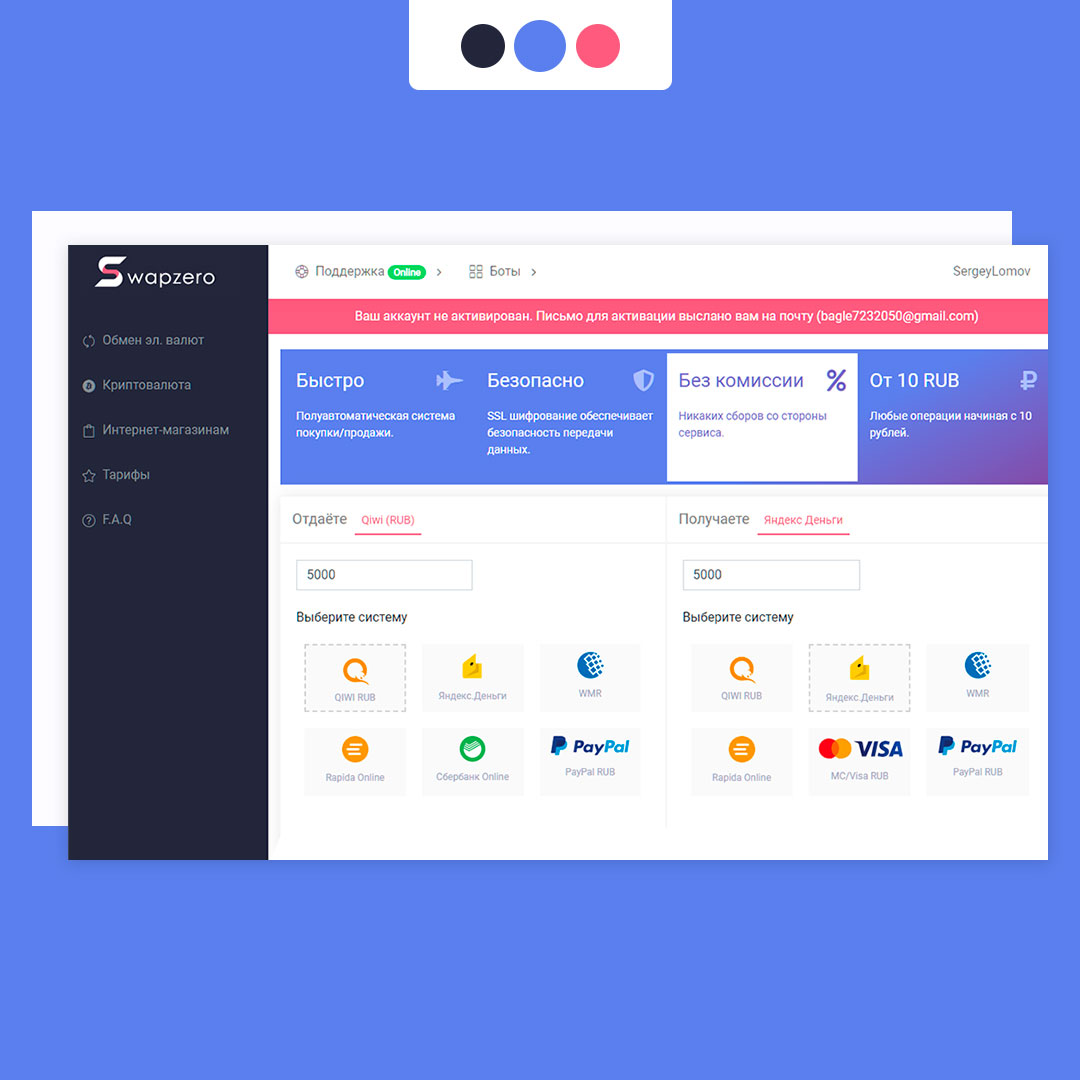 Swapzero
Поддержка Online
Боты
SergeyLomov
Ваш аккаунт не активирован. Письмо для активации выслано вам на почту (bagle7232050@gmail.com)
Обмен эл. валют
Криптовалюта
Интернет-магазинам
Тарифы
F.A.Q
Быстро
Полуавтоматическая система
покупки/продажи.
Безопасно
SSL шифрование обеспечивает
безопасность передачи
данных.
Без комиссии %
Никаких сборов со стороны
сервиса.
От 10 RUB ₽
Любые операции начиная с 10
рублей.
Отдаёте Qiwi (RUB)
5000
Выберите систему
QIWI RUB
Яндекс.Деньги
WMR
Rapida Online
Сбербанк Online
PayPal
PayPal RUB
Получаете Яндекс Деньги
5000
Выберите систему
QIWI RUB
Яндекс.Деньги
WMR
Rapida Online
VISA
MC/Visa RUB
PayPal
PayPal RUB